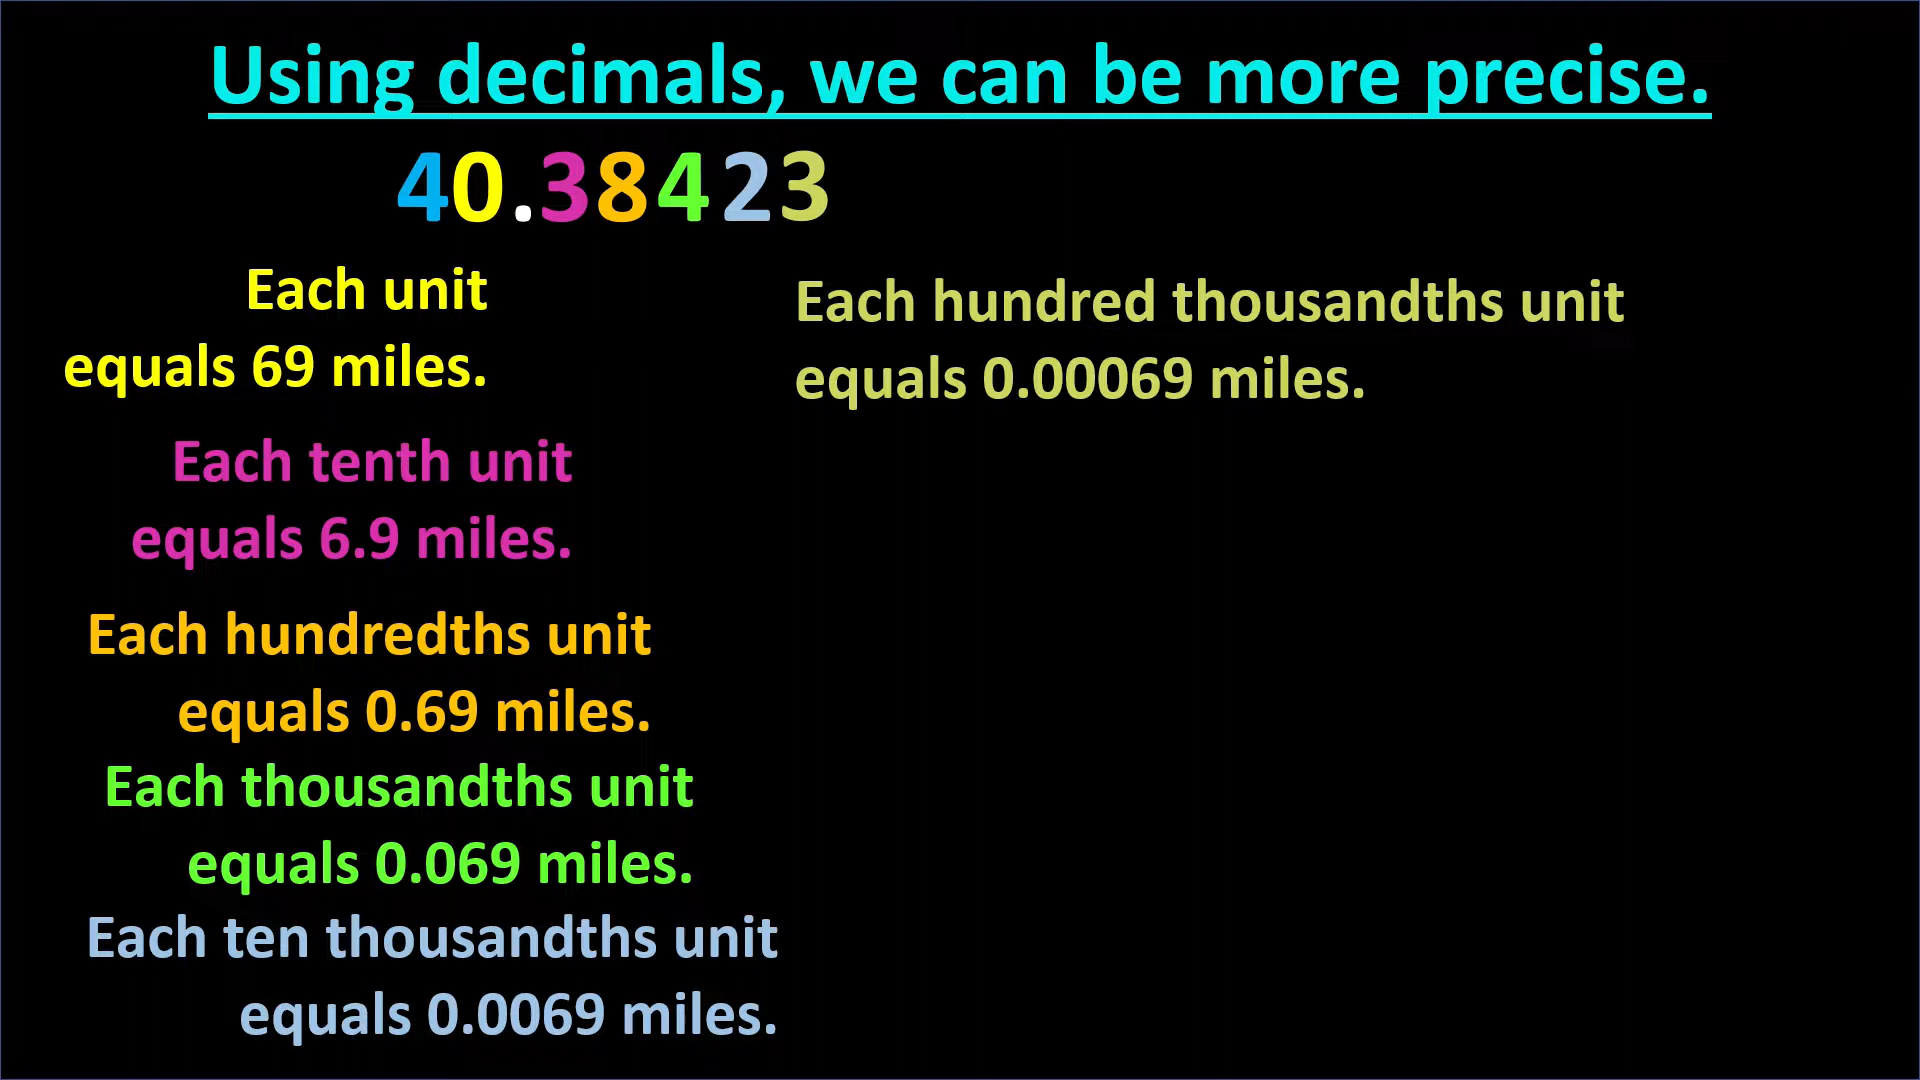 Using decimals, we can be more precise.
40.38423
Each unit
equals 69 miles.
Each tenth unit
equals 6.9 miles.
Each hundredths unit
equals 0.69 miles.
Each thousandths unit
equals 0.069 miles.
Each ten thousandths unit
equals 0.0069 miles.
Each hundred thousandths unit
equals 0.00069 miles.